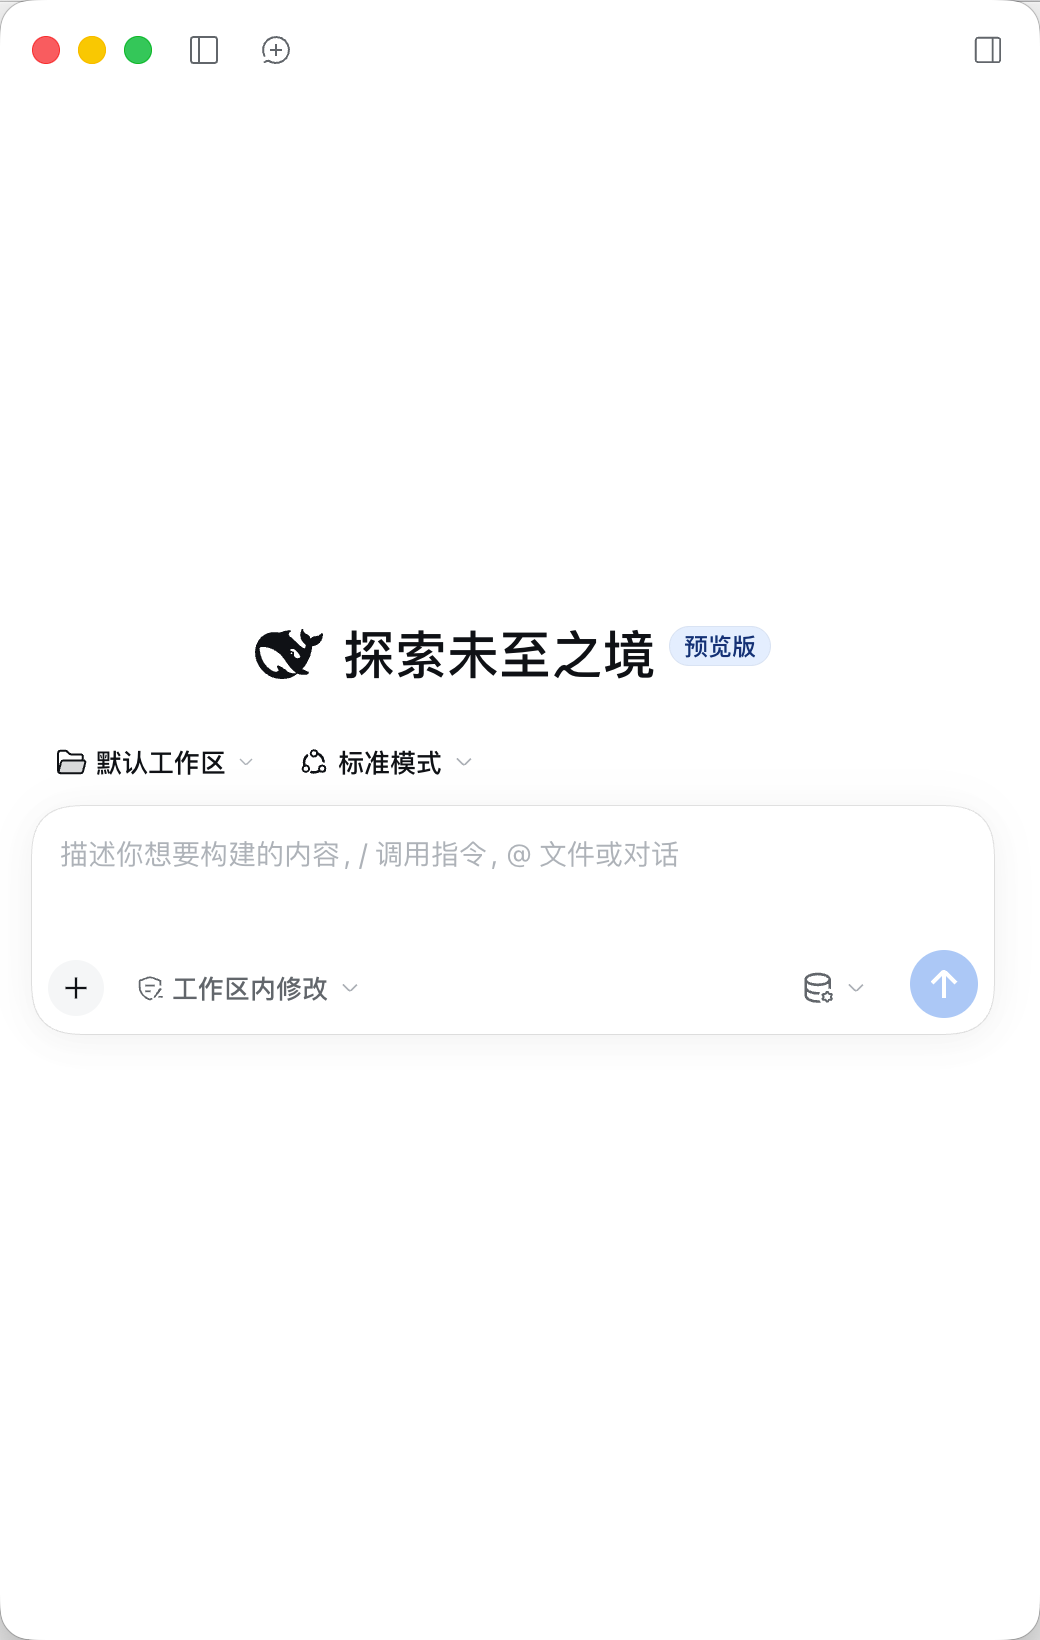 探索未至之境 预览版
默认工作区 标准模式
描述你想要构建的内容, / 调用指令, @ 文件或对话
工作区内修改